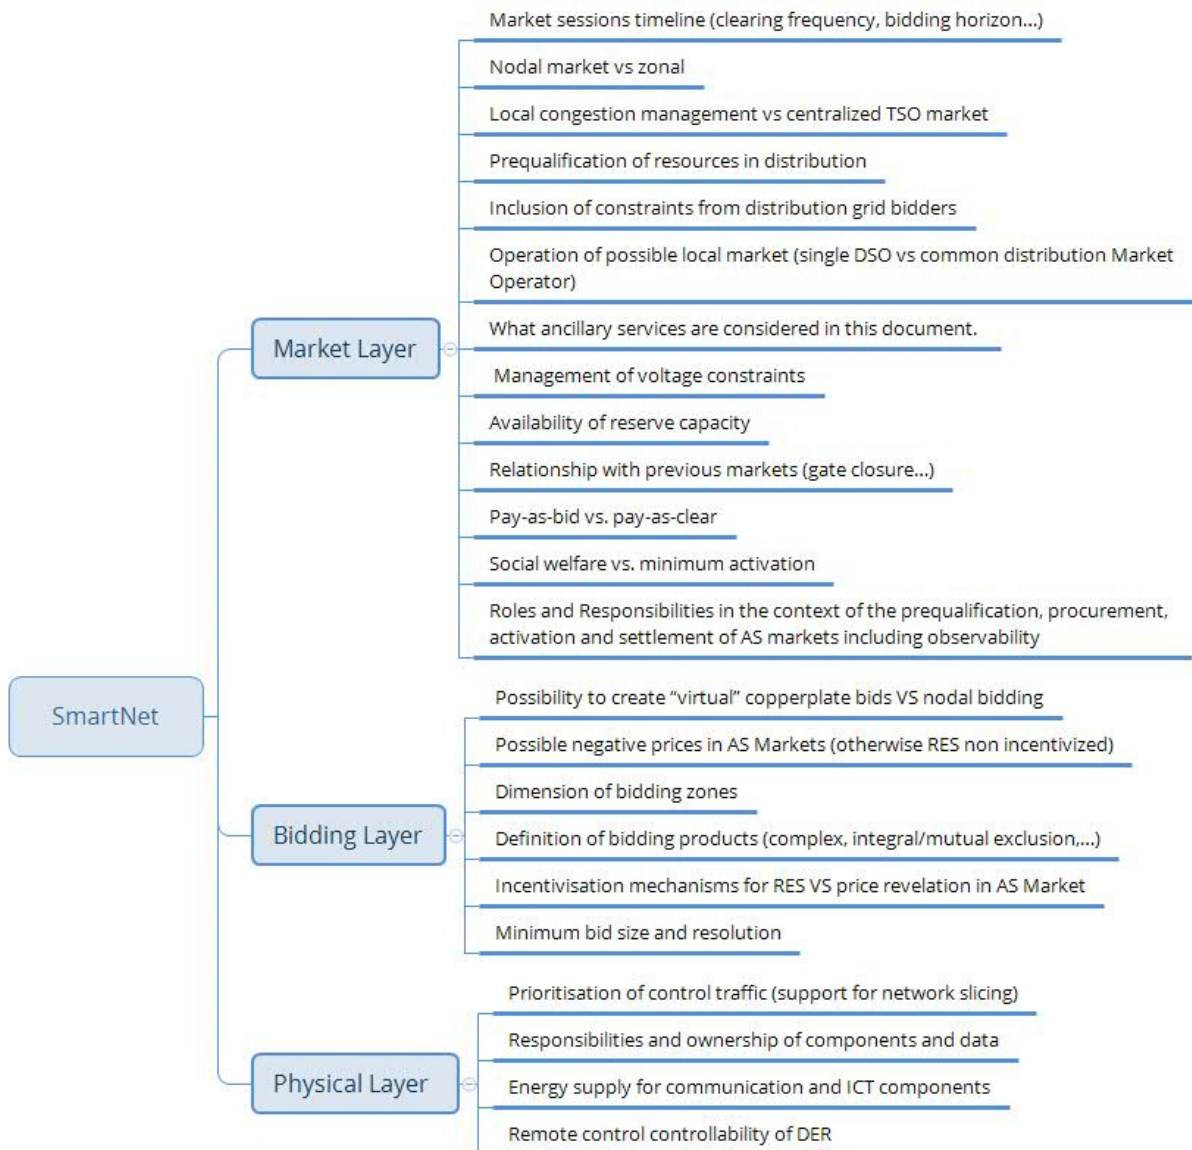 Market sessions timeline (clearing frequency, bidding horizon...)
Nodal market vs zonal
Local congestion management vs centralized TSO market
Prequalification of resources in distribution
Inclusion of constraints from distribution grid bidders
Operation of possible local market (single DSO vs common distribution Market
Operator)
Market Layer
What ancillary services are considered in this document.
Management of voltage constraints
Availability of reserve capacity
Relationship with previous markets (gate closure...)
Pay-as-bid vs. pay-as-clear
Social welfare vs. minimum activation
Roles and Responsibilities in the context of the prequalification, procurement,
activation and settlement of AS markets including observability
SmartNet
Possibility to create “virtual” copperplate bids VS nodal bidding
Possible negative prices in AS Markets (otherwise RES non incentivized)
Dimension of bidding zones
Bidding Layer
Definition of bidding products (complex, integral/mutual exclusion,...)
Incentivisation mechanisms for RES VS price revelation in AS Market
Minimum bid size and resolution
Prioritisation of control traffic (support for network slicing)
Responsibilities and ownership of components and data
Physical Layer
Energy supply for communication and ICT components
Remote control controllability of DER